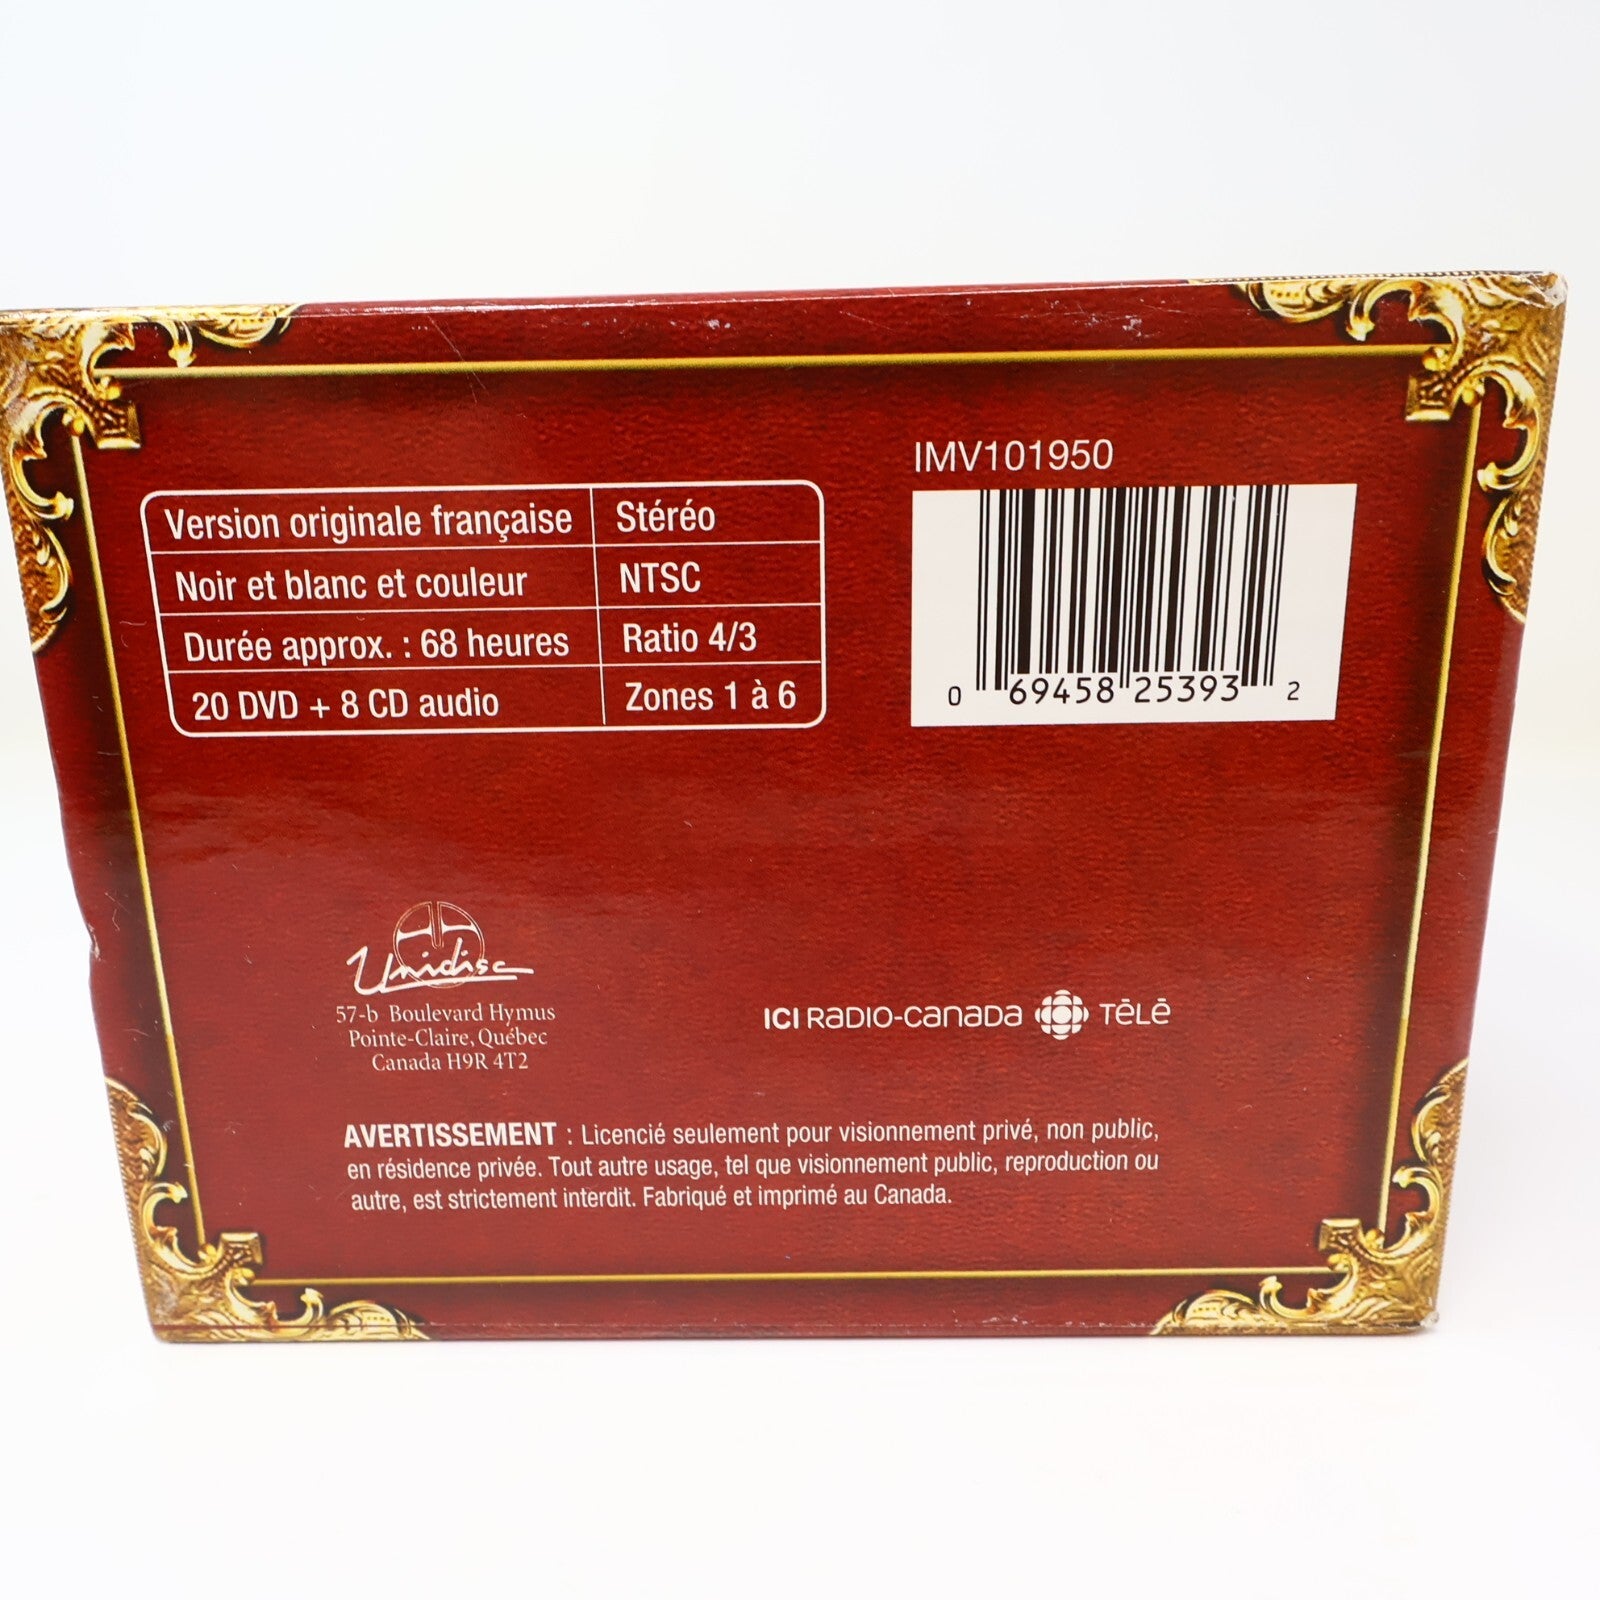 IMV101950
Version originale française Stéréo
Noir et blanc et couleur NTSC
Durée approx. : 68 heures Ratio 4/3
20 DVD + 8 CD audio Zones 1 à 6
0 69458 25393 2
Unidisc
57-b Boulevard Hymus
Pointe-Claire, Québec
Canada H9R 4T2
ICI RADIO-CANADA TÉLÉ
AVERTISSEMENT : Licencié seulement pour visionnement privé, non public,
en résidence privée. Tout autre usage, tel que visionnement public, reproduction ou
autre, est strictement interdit. Fabriqué et imprimé au Canada.